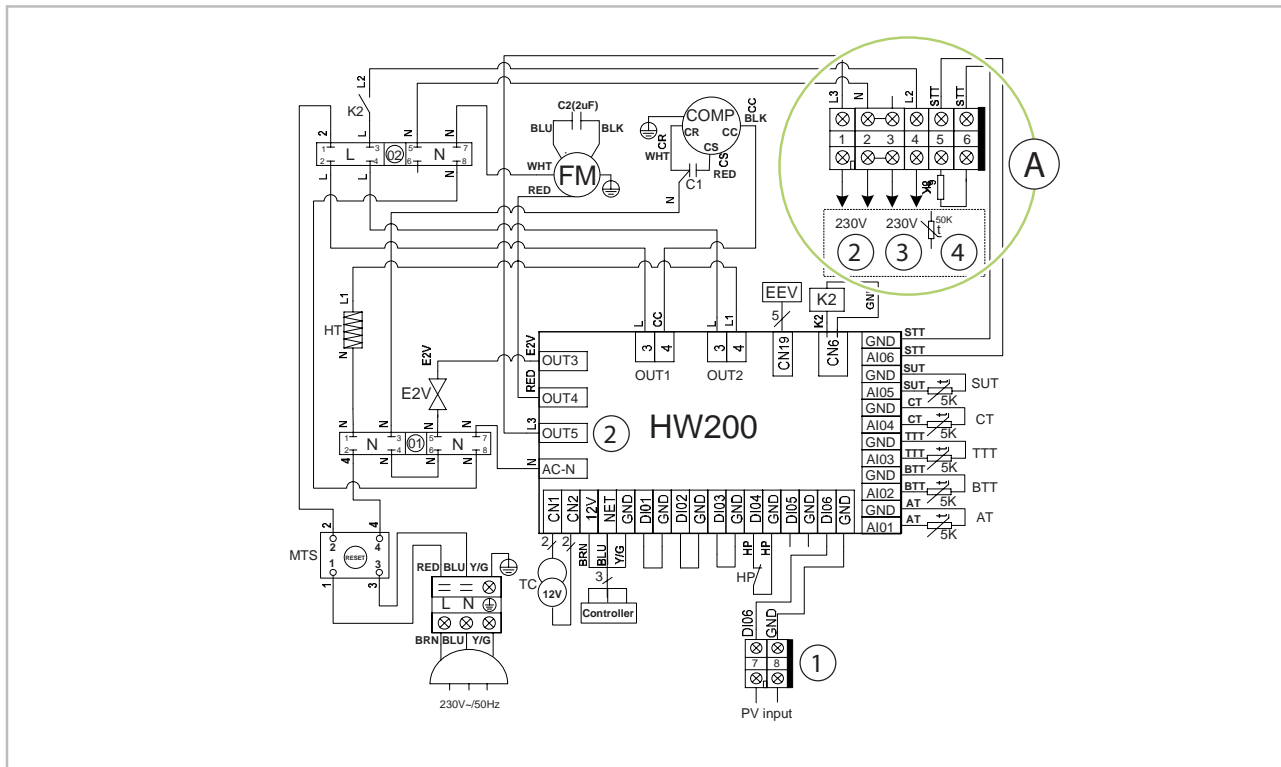 L2
K2
2
L
N
N
1 3 5 7
L 02 N
2 4 6 8
L
L
N
C2(2uF)
BLU
BLK
WHT
FM
RED
COMP
CR CC
CS
CC
BLK
CR
WHT
CS
RED
C1
N
L3
N
L2
STT
STT
1 2 3 4 5 6
A
230V
230V
50K
t
2
3
4
L1
HT
N
E2V
E2V
E2V
RED
L3
N
N
N
N
N
1 3 5 7
N 01 N
2 4 6 8
4
N
N
N
L
CC
L
L1
3 4
3 4
OUT1
OUT2
EEV
5
CN19
K2
K2
GND
CN6
OUT3
OUT4
OUT5
AC-N
2
HW200
GND STT
AI06 STT
GND SUT
AI05 SUT t 5K SUT
GND CT
AI04 CT t 5K CT
GND TTT
AI03 TTT t 5K TTT
GND BTT
AI02 BTT t 5K BTT
GND AT
AI01 AT t 5K AT
CN1 CN2 12V NET GND DI01 GND DI02 GND DI03 GND DI04 GND DI05 GND DI06 GND
2 2
BRN BLU Y/G
HP HP
TC
12V
3
Controller
HP
2
4
2 4
MTS
RESET
1 3
1
3
RED BLU Y/G
L N
BRN BLU Y/G
230V~/50Hz
DI06
GND
7 8
1
PV input